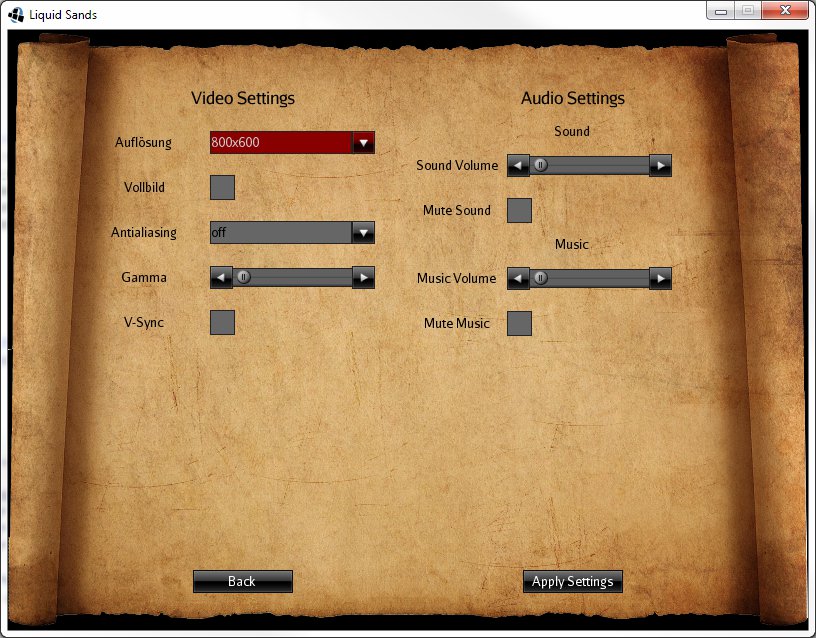 Liquid Sands
Video Settings
Auflösung
800x600
Vollbild
Antialiasing
off
Gamma
V-Sync
Audio Settings
Sound
Sound Volume
Mute Sound
Music
Music Volume
Mute Music
Back
Apply Settings